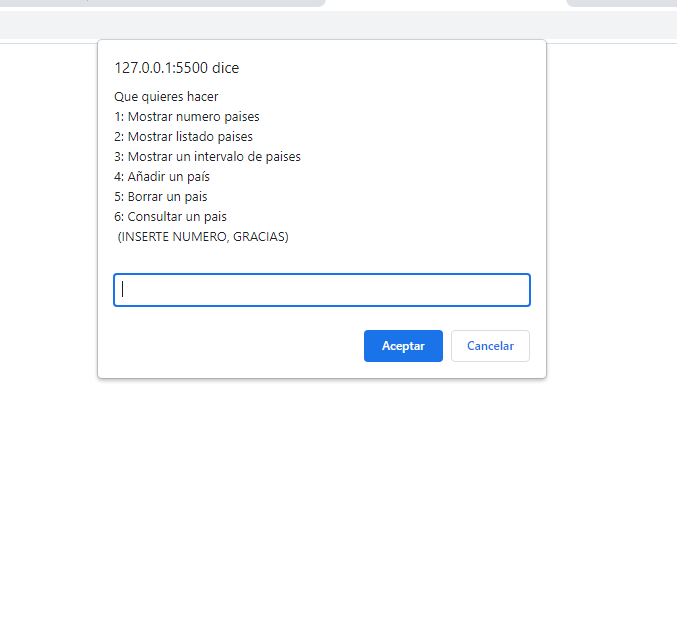 127.0.0.1:5500 dice
Que quieres hacer
1: Mostrar numero paises
2: Mostrar listado paises
3: Mostrar un intervalo de paises
4: Añadir un país
5: Borrar un pais
6: Consultar un pais
(INSERTE NUMERO, GRACIAS)
Aceptar
Cancelar